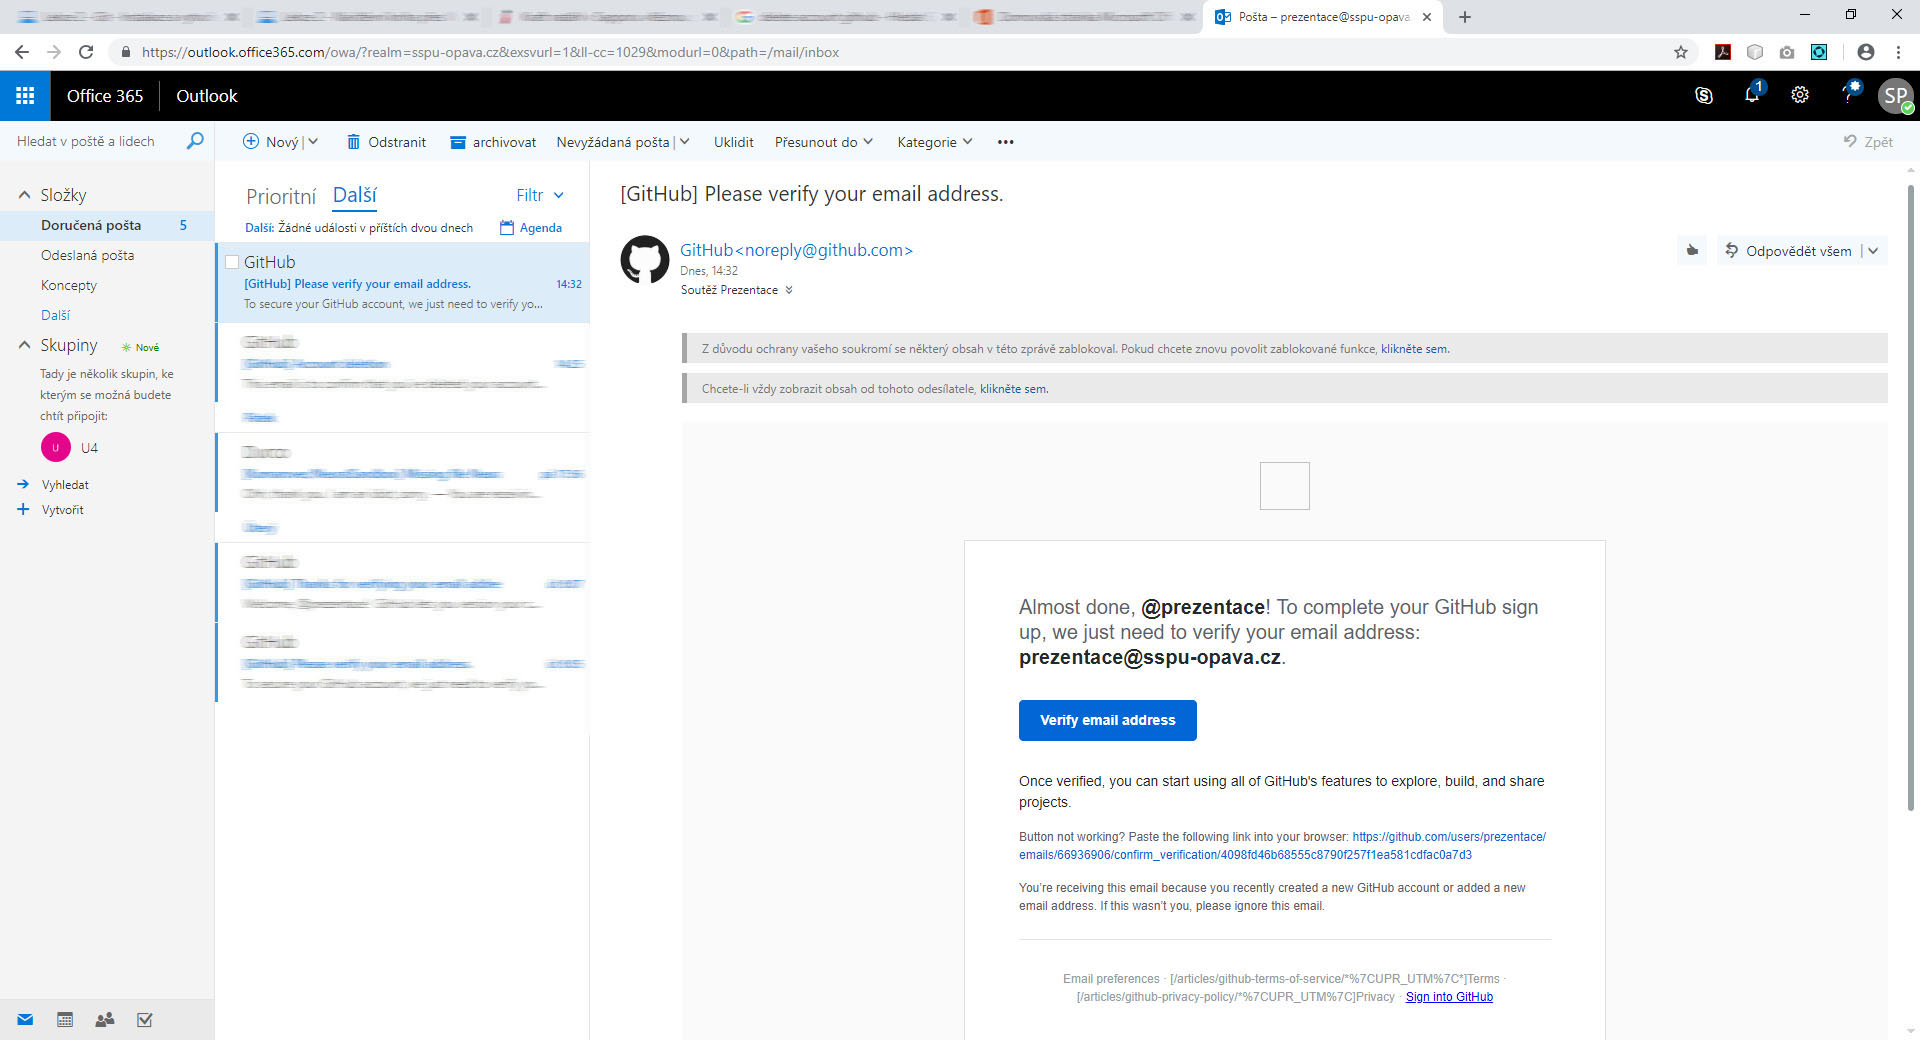 Pošta – prezentace@sspu-opava.
https://outlook.office365.com/owa/?realm=sspu-opava.cz&exsvurl=1&ll-cc=1029&modurl=0&path=/mail/inbox
Office 365
Outlook
1
?
SP
Hledat v poště a lidech
Nový
Odstranit
archivovat
Nevyžádaná pošta
Uklidit
Přesunout do
Kategorie
Zpět
Složky
Doručená pošta 5
Odeslaná pošta
Koncepty
Další
Skupiny
Nové
Tady je několik skupin, ke
kterým se možná budete
chtít připojit:
U
U4
Vyhledat
Vytvořit
Prioritní
Další
Filtr
Další: Žádné události v příštích dvou dnech
Agenda
GitHub
[GitHub] Please verify your email address. 14:32
To secure your GitHub account, we just need to verify yo...
[GitHub] Please verify your email address.
GitHub<noreply@github.com>
Dnes, 14:32
Soutěž Prezentace
Odpovědět všem
Z důvodu ochrany vašeho soukromí se některý obsah v této zprávě zablokoval. Pokud chcete znovu povolit zablokované funkce, klikněte sem.
Chcete-li vždy zobrazit obsah od tohoto odesílatele, klikněte sem.
Almost done, @prezentace! To complete your GitHub sign
up, we just need to verify your email address:
prezentace@sspu-opava.cz.
Verify email address
Once verified, you can start using all of GitHub's features to explore, build, and share
projects.
Button not working? Paste the following link into your browser: https://github.com/users/prezentace/
emails/66936906/confirm_verification/4098fd46b68555c8790f257f1ea581cdfac0a7d3
You’re receiving this email because you recently created a new GitHub account or added a new
email address. If this wasn’t you, please ignore this email.
Email preferences · [/articles/github-terms-of-service/*%7CUPR_UTM%7C*]Terms ·
[/articles/github-privacy-policy/*%7CUPR_UTM%7C]Privacy · Sign into GitHub